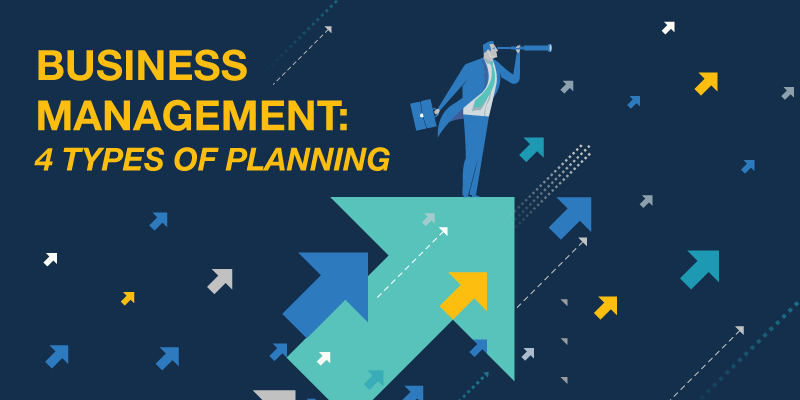 BUSINESS
MANAGEMENT:
4 TYPES OF PLANNING